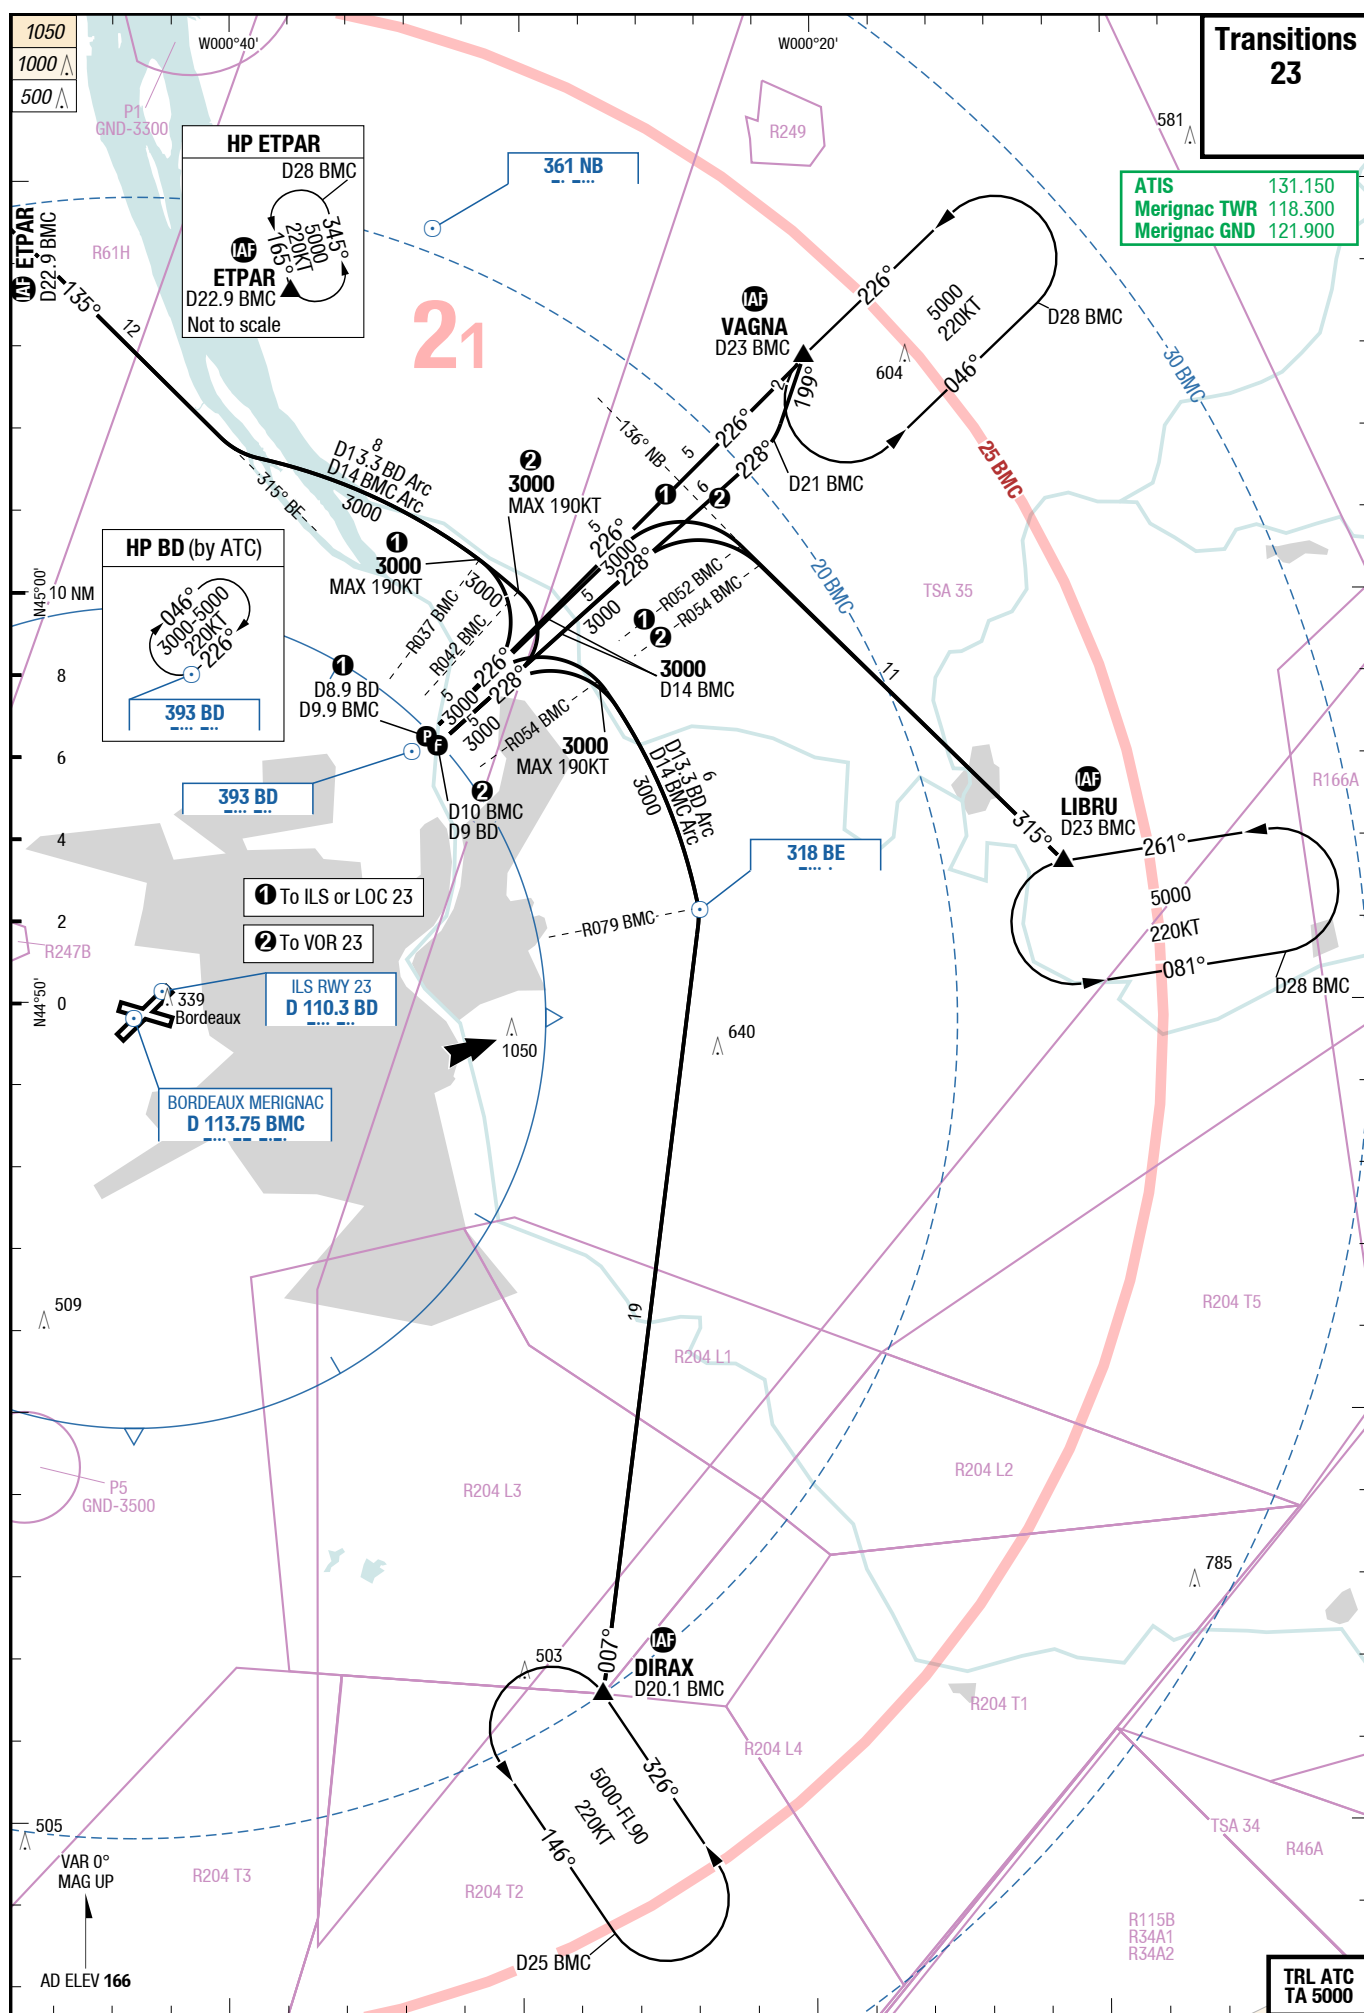 1050
1000
500
W000°40'
W000°20'
Transitions
23
P1
GND-3300
R249
581
HP ETPAR
D28 BMC
345°
5000
220KT
165°
IAF
ETPAR
D22.9 BMC
Not to scale
361 NB
ATIS 131.150
Merignac TWR 118.300
Merignac GND 121.900
IAF ETPAR
D22.9 BMC
R61H
135°
12
21
IAF
VAGNA
D23 BMC
226°
5000
220KT
D28 BMC
046°
604
30 BMC
2
199°
226°
5
228°
6
136° NB
D21 BMC
25 BMC
8
D13.3 BD Arc
D14 BMC Arc
3000
315° BE
2
3000
MAX 190KT
1
2
1
3000
MAX 190KT
5
226°
3000
228°
5
3000
3000
R052 BMC
R054 BMC
1
2
20 BMC
TSA 35
HP BD (by ATC)
046°
3000-5000
220KT
226°
393 BD
N45°00'
10 NM
8
6
4
2
0
N44°50'
R037 BMC
R042 BMC
1
D8.9 BD
D9.9 BMC
3000
D14 BMC
5
226°
3000
228°
5
3000
P
F
R054 BMC
3000
MAX 190KT
11
393 BD
2
D10 BMC
D9 BD
6
D13.3 BD Arc
D14 BMC Arc
3000
IAF
LIBRU
D23 BMC
315°
261°
5000
220KT
081°
D28 BMC
R166A
318 BE
1 To ILS or LOC 23
2 To VOR 23
R079 BMC
R247B
ILS RWY 23
D 110.3 BD
339
Bordeaux
1050
640
BORDEAUX MERIGNAC
D 113.75 BMC
509
19
R204 L1
R204 T5
P5
GND-3500
R204 L3
R204 L2
785
503
007°
IAF
DIRAX
D20.1 BMC
R204 T1
R204 L4
326°
5000-FL90
220KT
146°
D25 BMC
505
VAR 0°
MAG UP
AD ELEV 166
R204 T3
R204 T2
TSA 34
R46A
R115B
R34A1
R34A2
TRL ATC
TA 5000